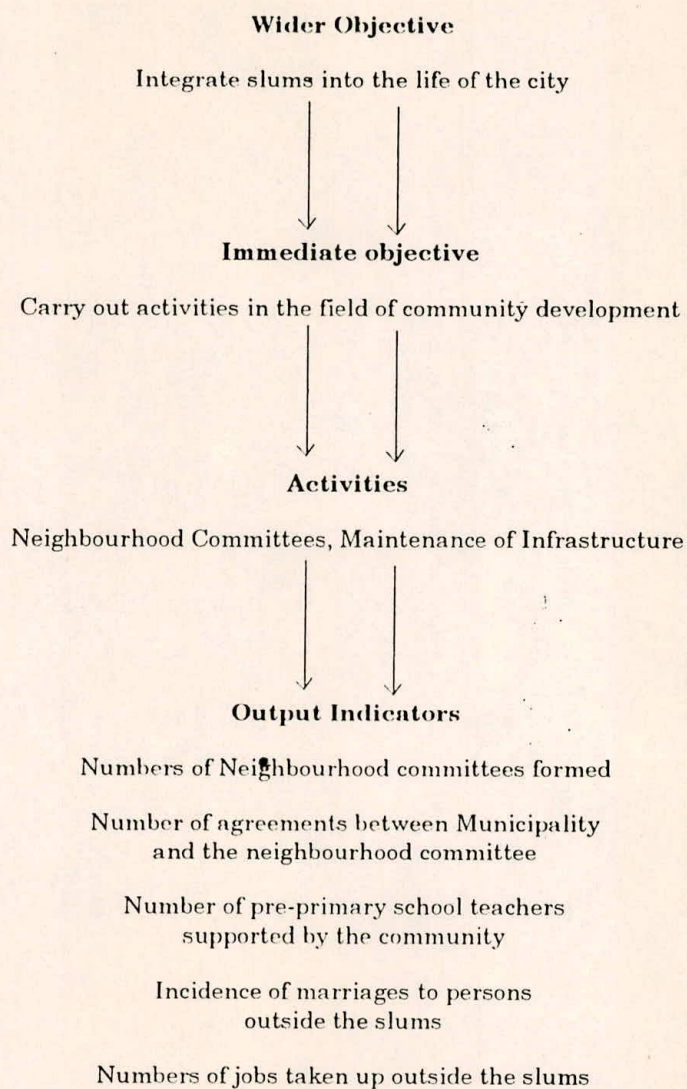 Wider Objective
Integrate slums into the life of the city
Immediate objective
Carry out activities in the field of community development
Activities
Neighbourhood Committees, Maintenance of Infrastructure
Output Indicators
Numbers of Neighbourhood committees formed
Number of agreements between Municipality
and the neighbourhood committee
Number of pre-primary school teachers
supported by the community
Incidence of marriages to persons
outside the slums
Numbers of jobs taken up outside the slums